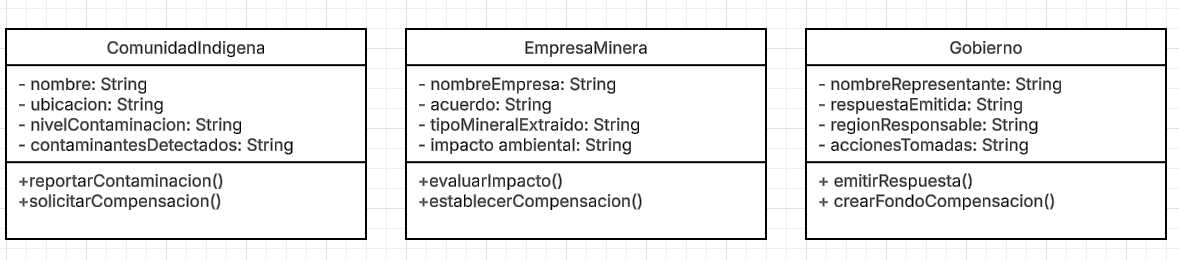 ComunidadIndigena
- nombre: String
- ubicacion: String
- nivelContaminacion: String
- contaminantesDetectados: String
+reportarContaminacion()
+solicitarCompensacion()
EmpresaMinera
- nombreEmpresa: String
- acuerdo: String
- tipoMineralExtraido: String
- impacto ambiental: String
+evaluarImpacto()
+establecerCompensacion()
Gobierno
- nombreRepresentante: String
- respuestaEmitida: String
- regionResponsable: String
- accionesTomadas: String
+ emitirRespuesta()
+ crearFondoCompensacion()